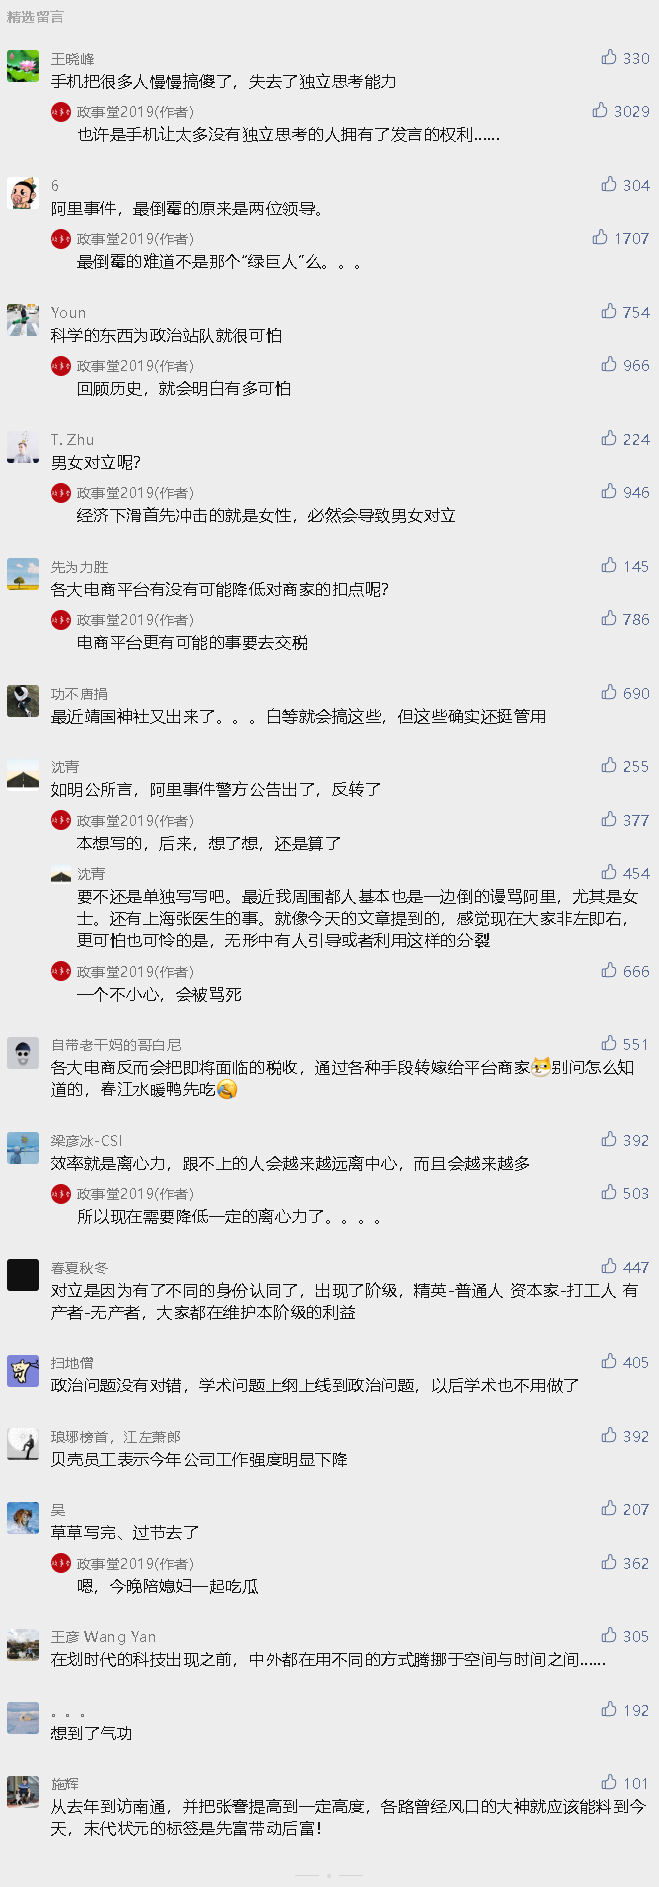 精选留言
王晓峰 330
手机把很多人慢慢搞傻了，失去了独立思考能力
政事堂2019(作者) 3029
也许是手机让太多没有独立思考的人拥有了发言的权利......
6 304
阿里事件，最倒霉的原来是两位领导。
政事堂2019(作者) 1707
最倒霉的难道不是那个“绿巨人”么。。。
Youn 754
科学的东西为政治站队就很可怕
政事堂2019(作者) 966
回顾历史，就会明白有多可怕
T. Zhu 224
男女对立呢？
政事堂2019(作者) 946
经济下滑首先冲击的就是女性，必然会导致男女对立
先为力胜 145
各大电商平台有没有可能降低对商家的扣点呢？
政事堂2019(作者) 786
电商平台更有可能的事要去交税
功不唐捐 690
最近靖国神社又出来了。。。白等就会搞这些，但这些确实还挺管用
沈青 255
如明公所言，阿里事件警方公告出了，反转了
政事堂2019(作者) 377
本想写的，后来，想了想，还是算了
沈青 454
要不还是单独写写吧。最近我周围都人基本也是一边倒的谩骂阿里，尤其是女
士。还有上海张医生的事。就像今天的文章提到的，感觉现在大家非左即右，
更可怕也可怜的是，无形中有人引导或者利用这样的分裂
政事堂2019(作者) 666
一个不小心，会被骂死
自带老干妈的哥白尼 551
各大电商反而会把即将面临的税收，通过各种手段转嫁给平台商家别问怎么知
道的，春江水暖鸭先吃
梁彦冰-CSI 392
效率就是离心力，跟不上的人会越来越远离中心，而且会越来越多
政事堂2019(作者) 503
所以现在需要降低一定的离心力了。。。。
春夏秋冬 447
对立是因为有了不同的身份认同了，出现了阶级，精英-普通人 资本家-打工人 有
产者-无产者，大家都在维护本阶级的利益
扫地僧 405
政治问题没有对错，学术问题上纲上线到政治问题，以后学术也不用做了
琅琊榜首，江左萧郎 392
贝壳员工表示今年公司工作强度明显下降
吴 207
草草写完、过节去了
政事堂2019(作者) 362
嗯，今晚陪媳妇一起吃瓜
王彦 Wang Yan 305
在划时代的科技出现之前，中外都在用不同的方式腾挪于空间与时间之间......
。。。 192
想到了气功
施辉 101
从去年到访南通，并把张謇提高到一定高度，各路曾经风口的大神就应该能料到今
天，末代状元的标签是先富带动后富！